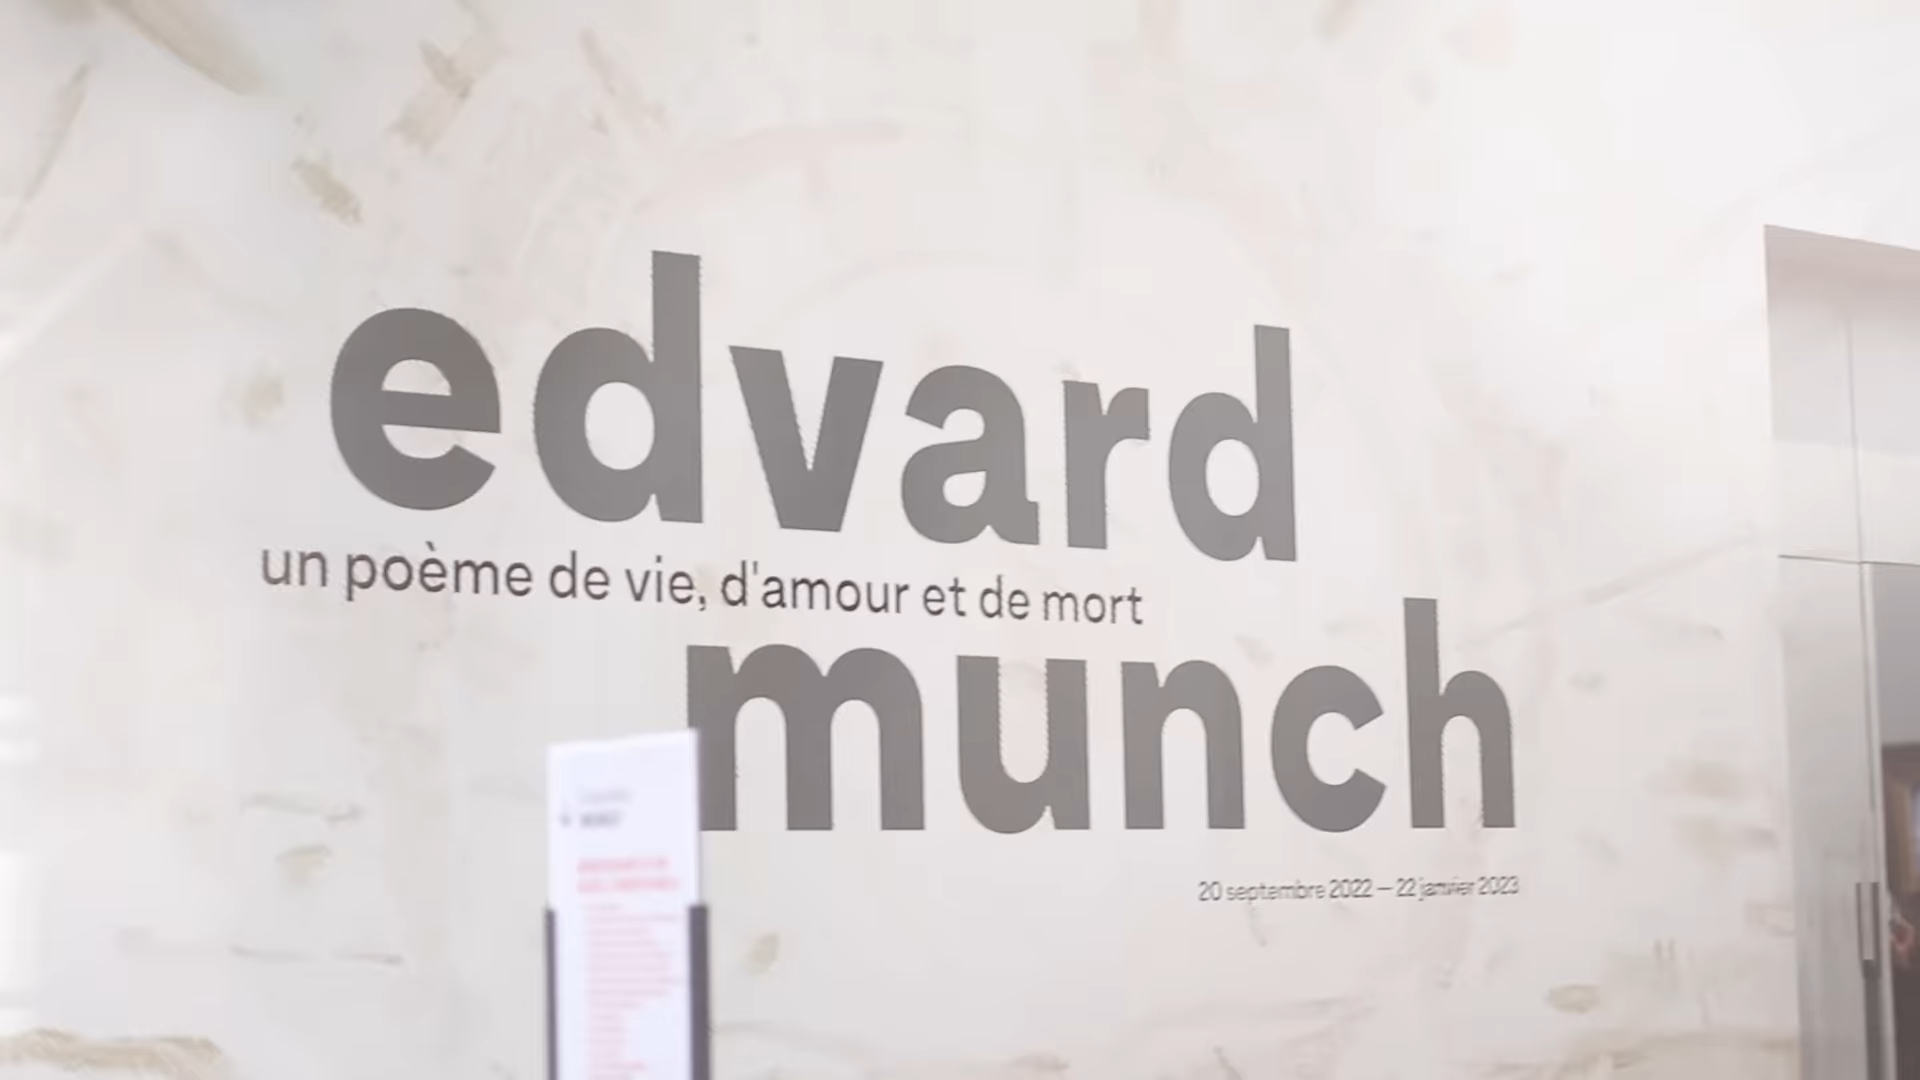 edvard
un poème de vie, d'amour et de mort
munch
20 septembre 2022 – 22 janvier 2023